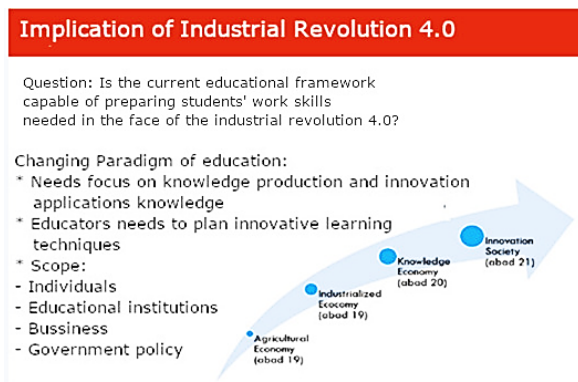 Implication of Industrial Revolution 4.0
Question: Is the current educational framework
capable of preparing students' work skills
needed in the face of the industrial revolution 4.0?
Changing Paradigm of education:
* Needs focus on knowledge production and innovation
applications knowledge
* Educators needs to plan innovative learning
techniques
* Scope:
- Individuals
- Educational institutions
- Bussiness
- Government policy
Agricultural
Economy
(abad 19)
Industrialized
Ecocomy
(abad 19)
Knowledge
Economy
(abad 20)
Innovation
Society
(abad 21)